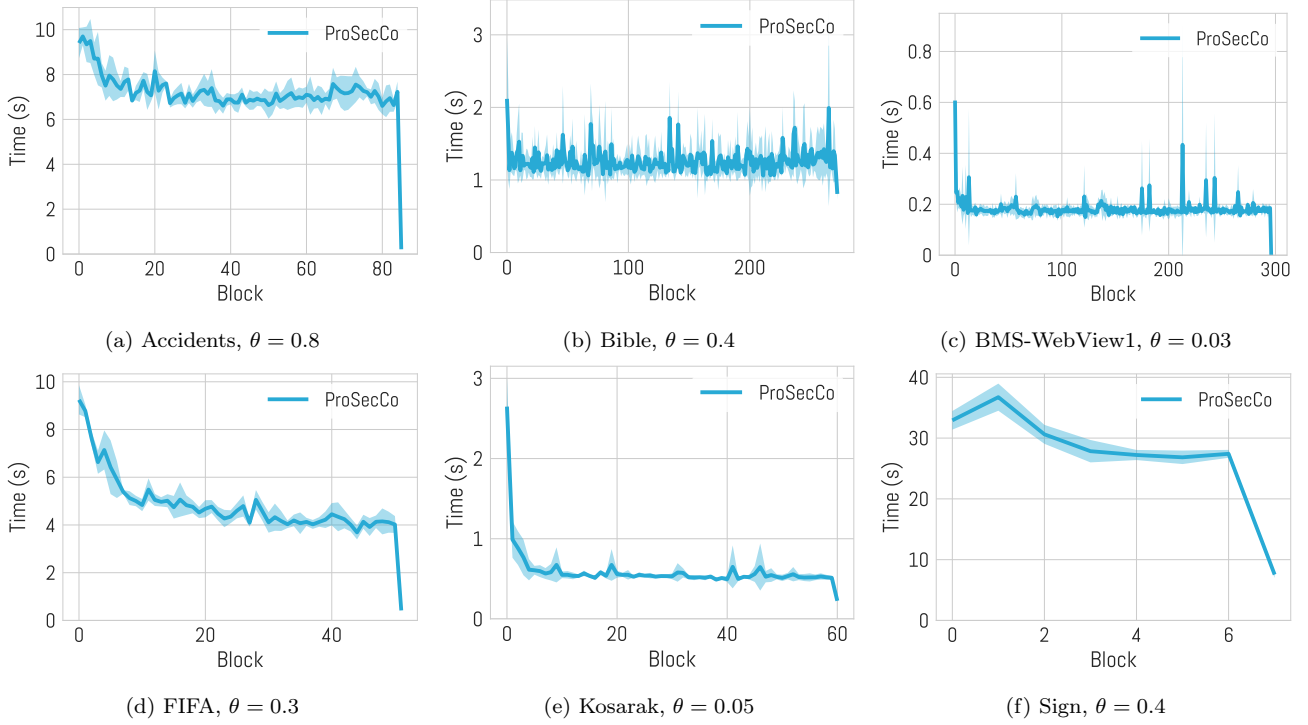 10
8
6
4
2
0
Time (s)
ProSecCo
0 20 40 60 80
Block
(a) Accidents, θ = 0.8
3
2
1
0
Time (s)
ProSecCo
0 100 200
Block
(b) Bible, θ = 0.4
0.8
0.6
0.4
0.2
0
Time (s)
ProSecCo
0 100 200 300
Block
(c) BMS-WebView1, θ = 0.03
10
8
6
4
2
0
Time (s)
ProSecCo
0 20 40
Block
(d) FIFA, θ = 0.3
3
2
1
0
Time (s)
ProSecCo
0 20 40 60
Block
(e) Kosarak, θ = 0.05
40
30
20
10
0
Time (s)
ProSecCo
0 2 4 6
Block
(f) Sign, θ = 0.4